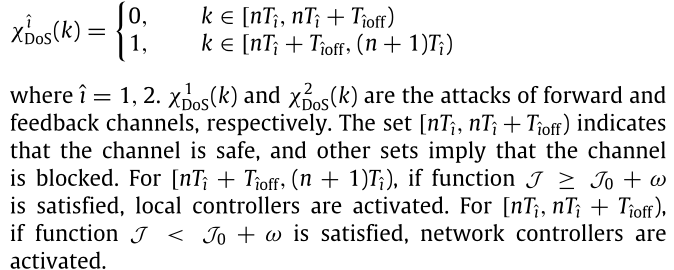 χ^î_DoS(k) = { 0, k ∈ [nT_î, nT_î + T_îoff)
1, k ∈ [nT_î + T_îoff, (n + 1)T_î)
where î = 1, 2. χ^1_DoS(k) and χ^2_DoS(k) are the attacks of forward and
feedback channels, respectively. The set [nT_î, nT_î + T_îoff) indicates
that the channel is safe, and other sets imply that the channel
is blocked. For [nT_î + T_îoff, (n + 1)T_î), if function 𝒥 ≥ 𝒥_0 + ω
is satisfied, local controllers are activated. For [nT_î, nT_î + T_îoff),
if function 𝒥 < 𝒥_0 + ω is satisfied, network controllers are
activated.